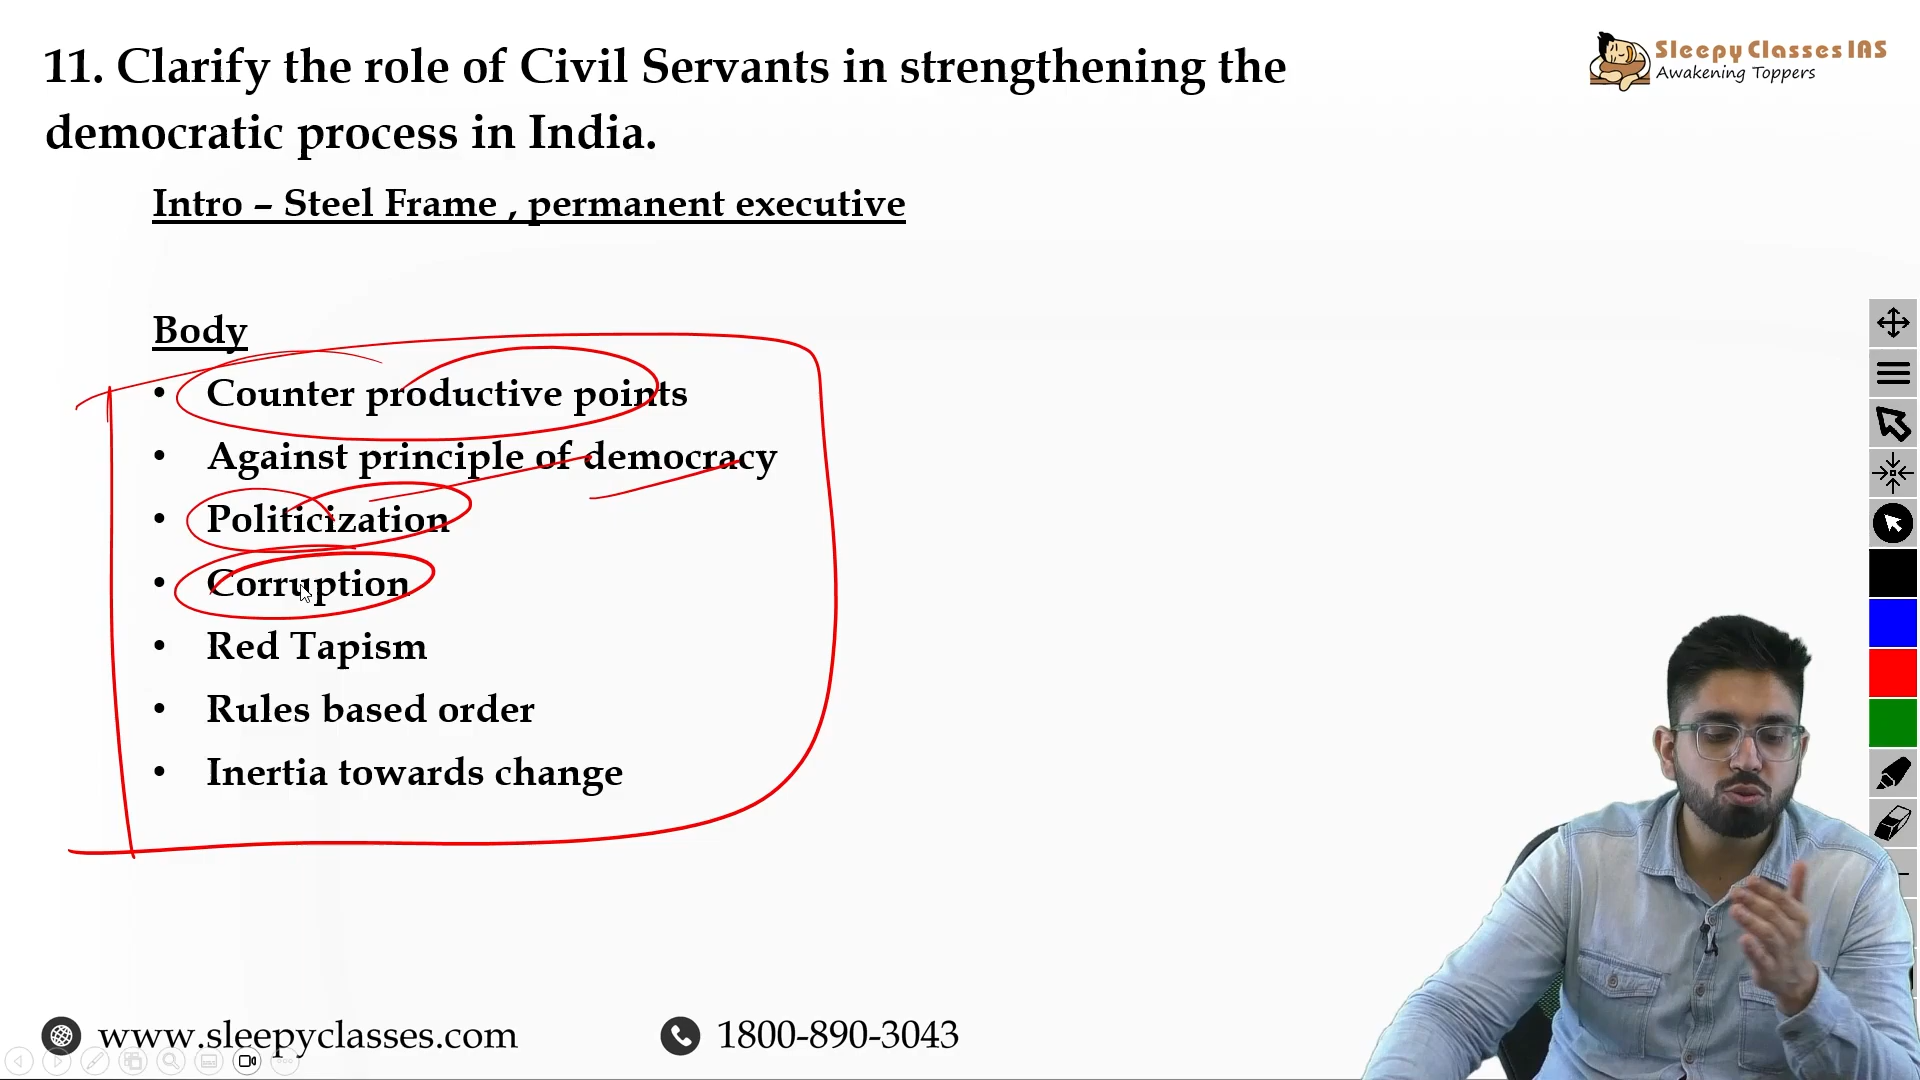 11. Clarify the role of Civil Servants in strengthening the
democratic process in India.
Sleepy Classes IAS
Awakening Toppers
Intro – Steel Frame , permanent executive
Body
• Counter productive points
• Against principle of democracy
• Politicization
• Corruption
• Red Tapism
• Rules based order
• Inertia towards change
www.sleepyclasses.com
1800-890-3043